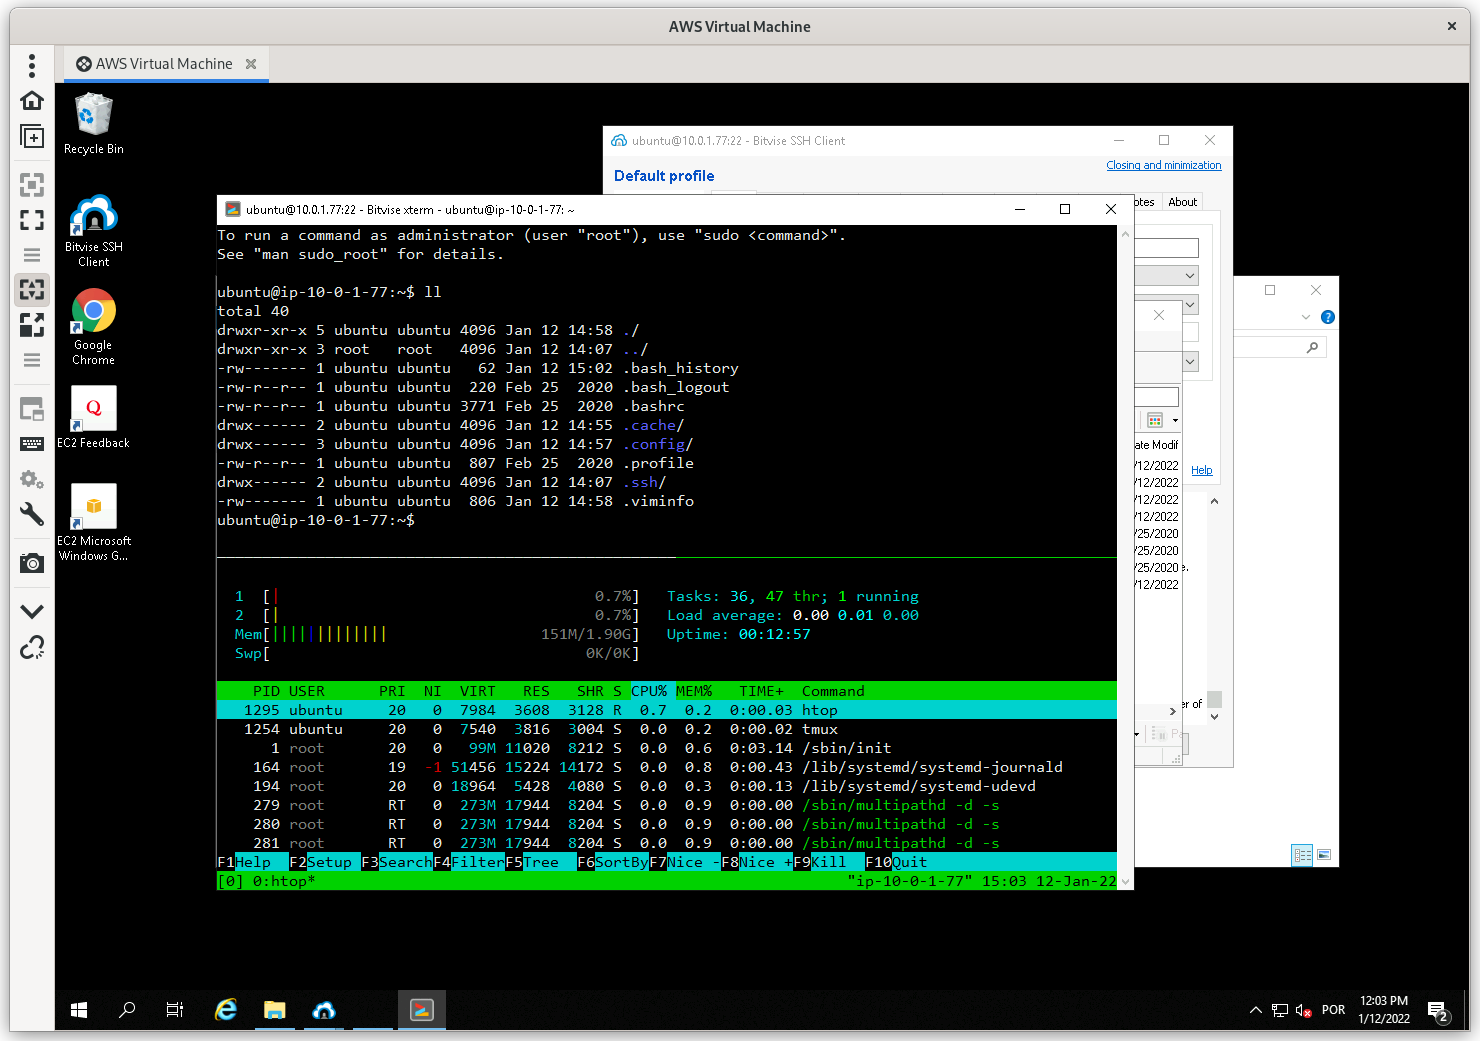 AWS Virtual Machine
AWS Virtual Machine
Recycle Bin
Bitvise SSH
Client
Google
Chrome
EC2 Feedback
EC2 Microsoft
Windows G...
ubuntu@10.0.1.77:22 - Bitvise SSH Client
Closing and minimization
Default profile
otes About
ubuntu@10.0.1.77:22 - Bitvise xterm - ubuntu@ip-10-0-1-77: ~
To run a command as administrator (user "root"), use "sudo <command>".
See "man sudo_root" for details.
ubuntu@ip-10-0-1-77:~$ ll
total 40
drwxr-xr-x 5 ubuntu ubuntu 4096 Jan 12 14:58 ./
drwxr-xr-x 3 root   root   4096 Jan 12 14:07 ../
-rw------- 1 ubuntu ubuntu   62 Jan 12 15:02 .bash_history
-rw-r--r-- 1 ubuntu ubuntu  220 Feb 25  2020 .bash_logout
-rw-r--r-- 1 ubuntu ubuntu 3771 Feb 25  2020 .bashrc
drwx------ 2 ubuntu ubuntu 4096 Jan 12 14:55 .cache/
drwx------ 3 ubuntu ubuntu 4096 Jan 12 14:57 .config/
-rw-r--r-- 1 ubuntu ubuntu  807 Feb 25  2020 .profile
drwx------ 2 ubuntu ubuntu 4096 Jan 12 14:07 .ssh/
-rw------- 1 ubuntu ubuntu  806 Jan 12 14:58 .viminfo
ubuntu@ip-10-0-1-77:~$
1 [| 0.7%] Tasks: 36, 47 thr; 1 running
2 [| 0.7%] Load average: 0.00 0.01 0.00
Mem[||||||||||||| 151M/1.90G] Uptime: 00:12:57
Swp[ 0K/0K]
PID USER PRI NI VIRT RES SHR S CPU% MEM% TIME+ Command
1295 ubuntu 20 0 7984 3608 3128 R 0.7 0.2 0:00.03 htop
1254 ubuntu 20 0 7540 3816 3004 S 0.0 0.2 0:00.02 tmux
1 root 20 0 99M 11020 8212 S 0.0 0.6 0:03.14 /sbin/init
164 root 19 -1 51456 15224 14172 S 0.0 0.8 0:00.43 /lib/systemd/systemd-journald
194 root 20 0 18964 5428 4080 S 0.0 0.3 0:00.13 /lib/systemd/systemd-udevd
279 root RT 0 273M 17944 8204 S 0.0 0.9 0:00.00 /sbin/multipathd -d -s
280 root RT 0 273M 17944 8204 S 0.0 0.9 0:00.00 /sbin/multipathd -d -s
281 root RT 0 273M 17944 8204 S 0.0 0.9 0:00.00 /sbin/multipathd -d -s
F1Help F2Setup F3Search F4Filter F5Tree F6SortBy F7Nice - F8Nice + F9Kill F10Quit
[0] 0:htop* "ip-10-0-1-77" 15:03 12-Jan-22
ate Modif
/12/2022
/12/2022
/12/2022
/12/2022
/25/2020
/25/2020
/25/2020
/12/2022
Help
e.
er of
Pa
POR
12:03 PM
1/12/2022
2